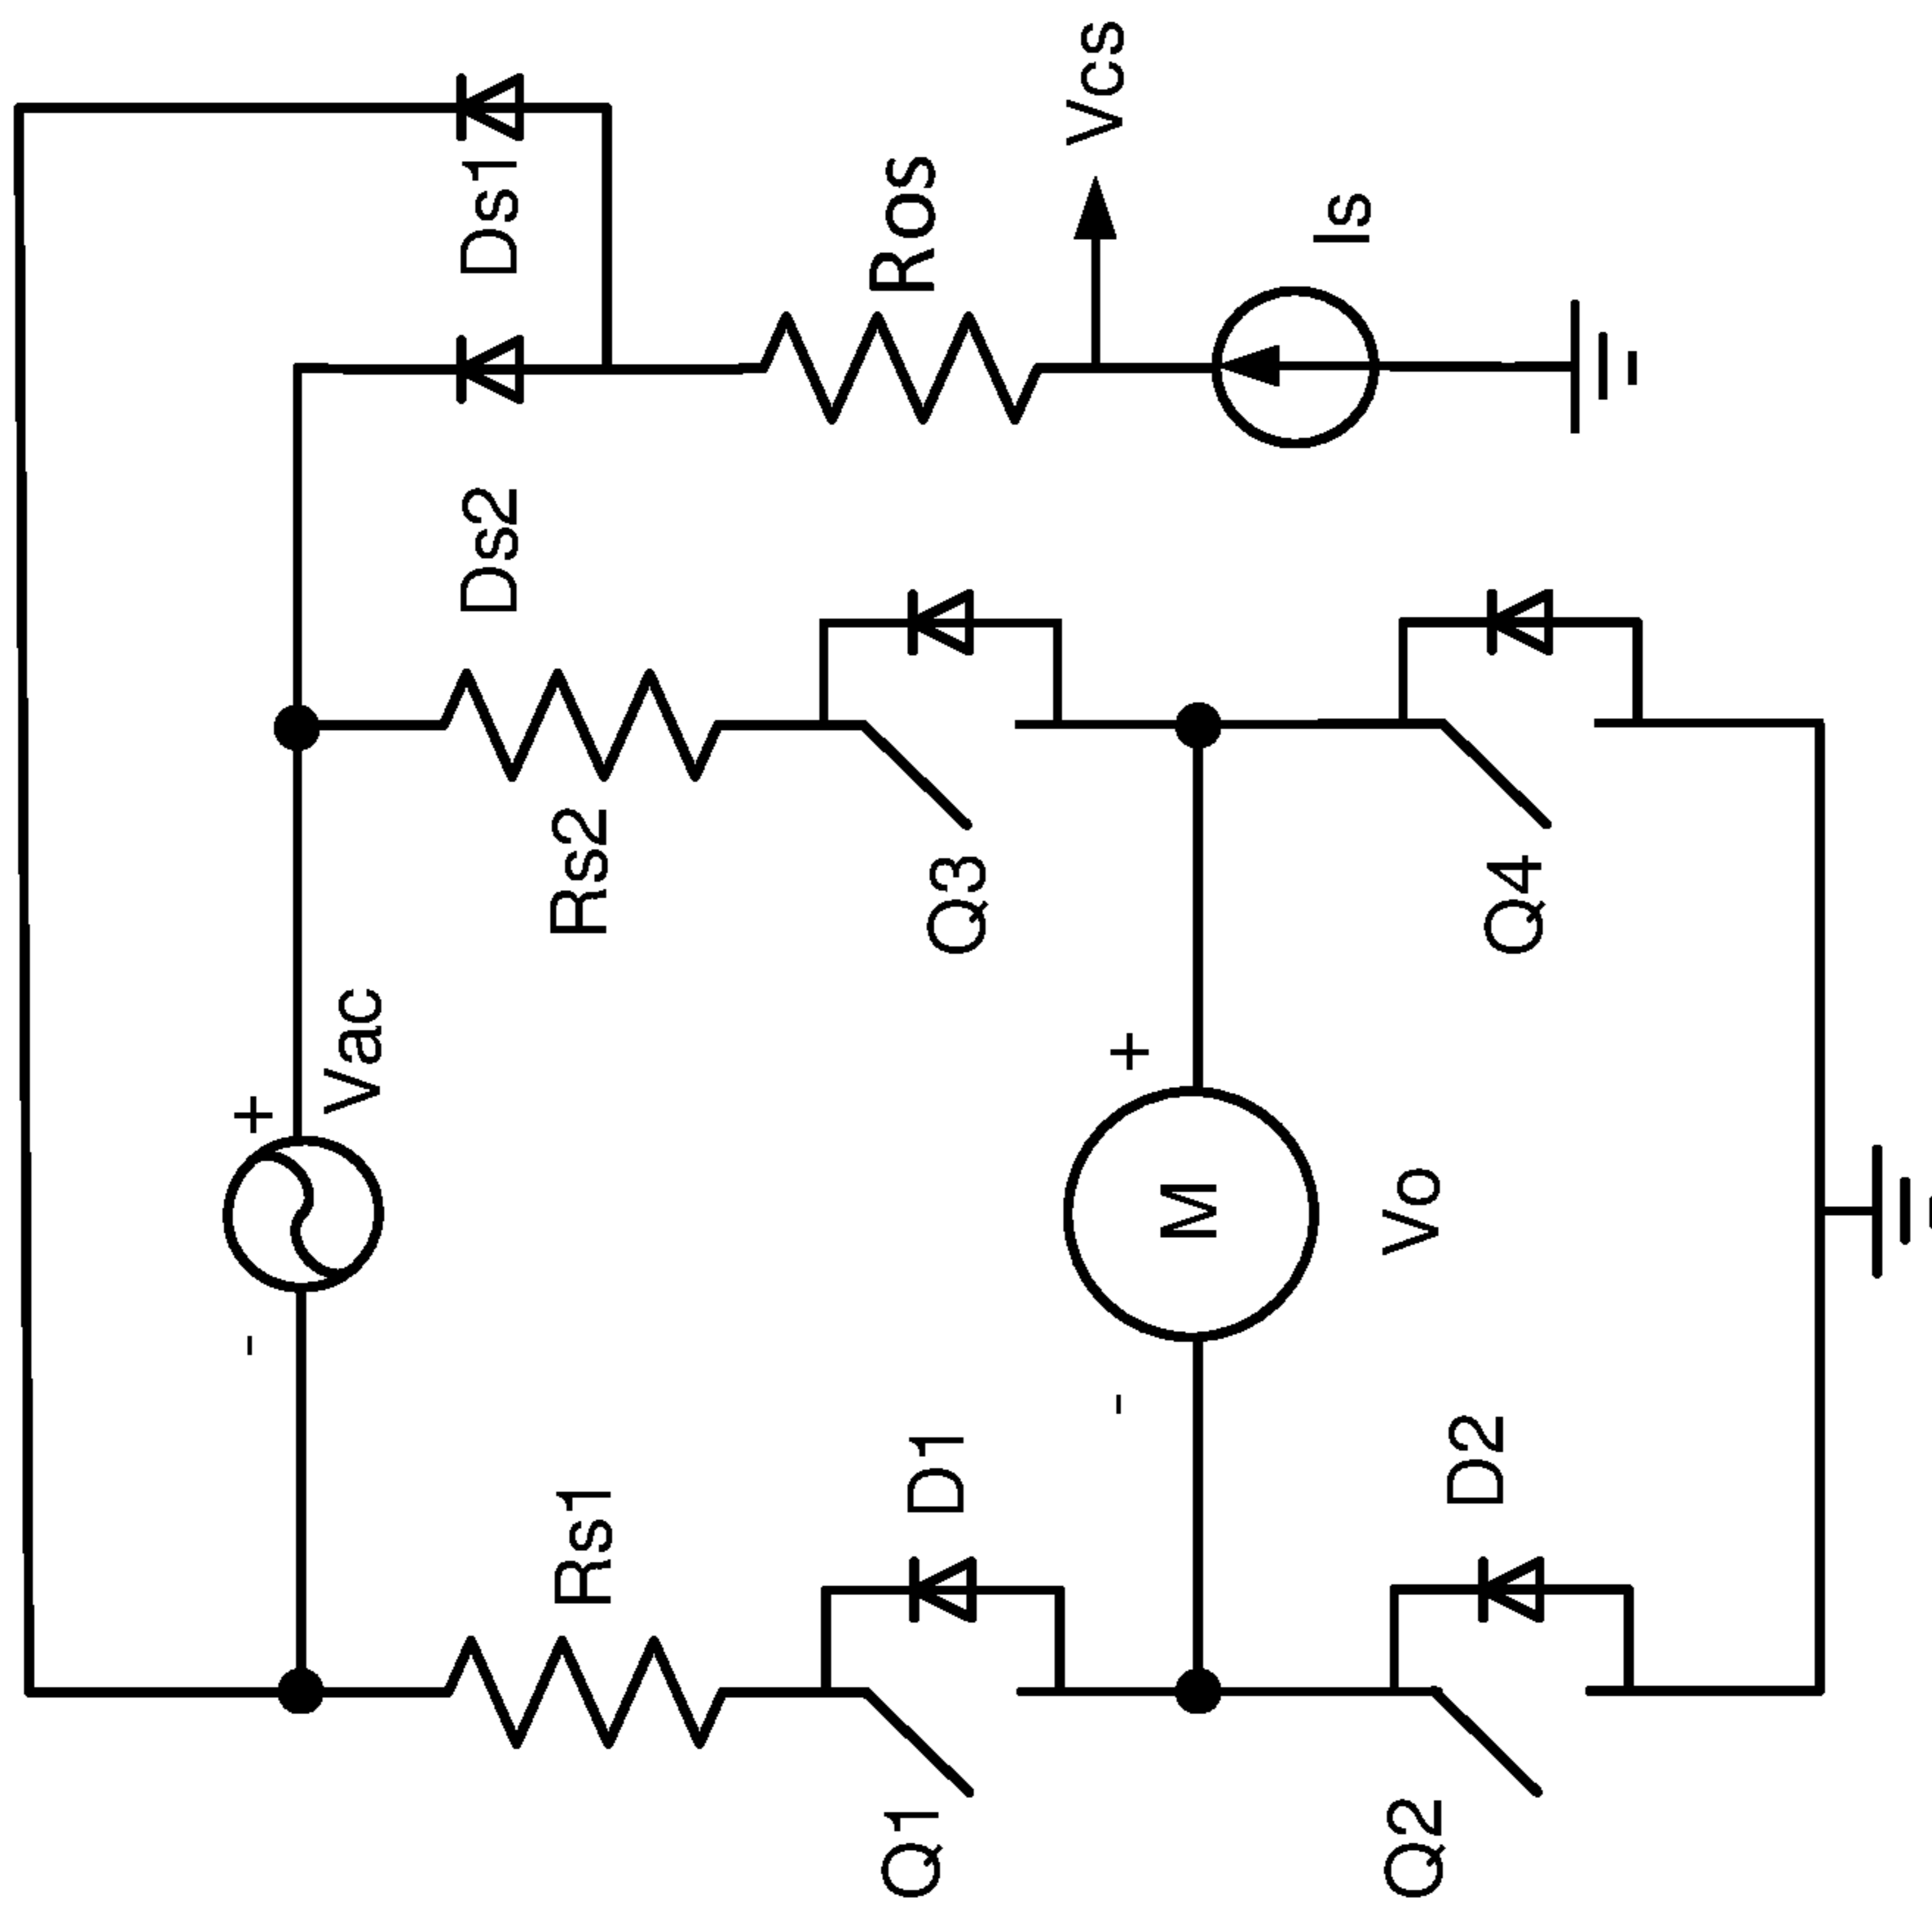 -
+
Vac
Ds2
Ds1
Rs1
Rs2
Ros
Q1
D1
Q3
-
+
Vcs
M
Is
Vo
Q2
D2
Q4